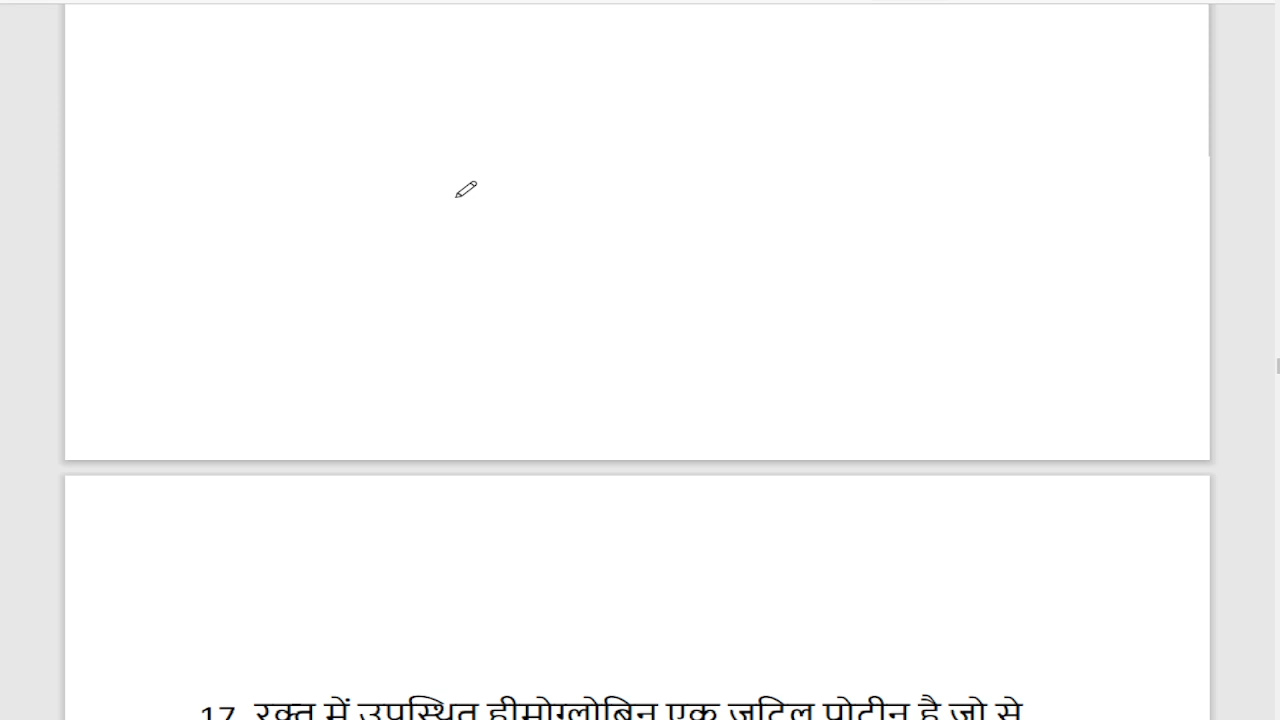 17. रक्त में उपस्थित हीमोग्लोबिन एक जटिल प्रोटीन है जो से